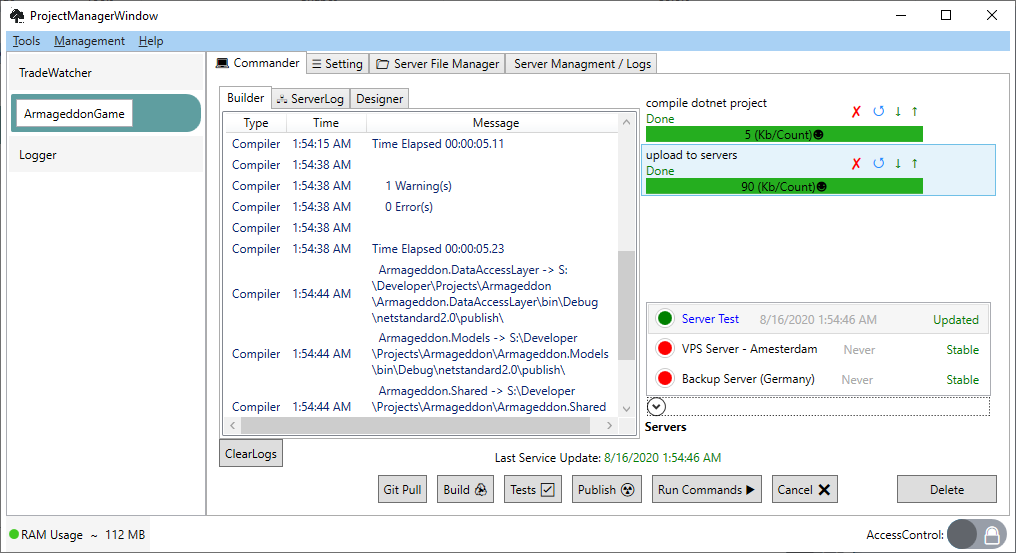 ProjectManagerWindow
Tools Management Help
TradeWatcher
ArmageddonGame
Logger
Commander Setting Server File Manager Server Managment / Logs
Builder ServerLog Designer
Type Time Message
Compiler 1:54:15 AM Time Elapsed 00:00:05.11
Compiler 1:54:38 AM
Compiler 1:54:38 AM 1 Warning(s)
Compiler 1:54:38 AM 0 Error(s)
Compiler 1:54:38 AM
Compiler 1:54:38 AM Time Elapsed 00:00:05.23
Compiler 1:54:44 AM Armageddon.DataAccessLayer -> S:
\Developer\Projects\Armageddon
\Armageddon.DataAccessLayer\bin\Debug
\netstandard2.0\publish\
Compiler 1:54:44 AM Armageddon.Models -> S:\Developer
\Projects\Armageddon\Armageddon.Models
\bin\Debug\netstandard2.0\publish\
Compiler 1:54:44 AM Armageddon.Shared -> S:\Developer
\Projects\Armageddon\Armageddon.Shared
ClearLogs
compile dotnet project
Done
5 (Kb/Count)
upload to servers
Done
90 (Kb/Count)
Server Test 8/16/2020 1:54:46 AM Updated
VPS Server - Amesterdam Never Stable
Backup Server (Germany) Never Stable
Servers
Last Service Update: 8/16/2020 1:54:46 AM
Git Pull Build Tests Publish Run Commands Cancel Delete
RAM Usage ~ 112 MB
AccessControl: